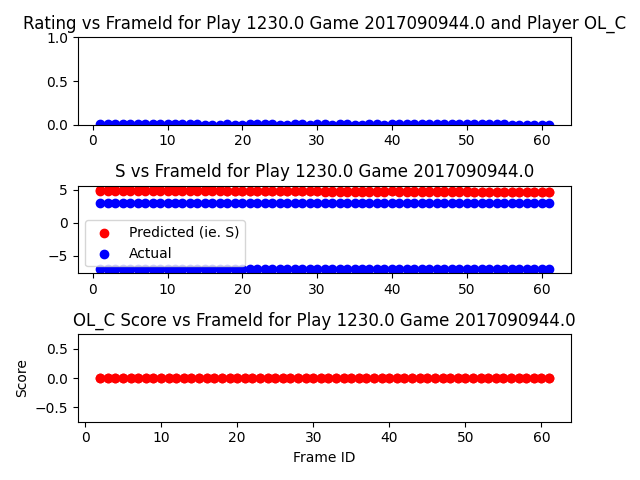 Rating vs FrameId for Play 1230.0 Game 2017090944.0 and Player OL_C
1.0
0.5
0.0
0 10 20 30 40 50 60
S vs FrameId for Play 1230.0 Game 2017090944.0
5
0
−5
Predicted (ie. S)
Actual
0 10 20 30 40 50 60
OL_C Score vs FrameId for Play 1230.0 Game 2017090944.0
Score
0.5
0.0
−0.5
0 10 20 30 40 50 60
Frame ID